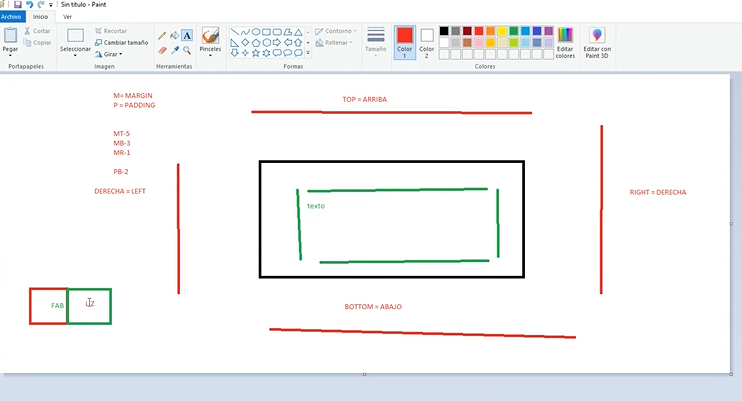 Sin título - Paint
Archivo Inicio Ver
Pegar
Cortar
Copiar
Portapapeles
Seleccionar
Recortar
Cambiar tamaño
Girar
Imagen
A
Herramientas
Pinceles
Contorno
Rellenar
Formas
Tamaño
Color 1
Color 2
Editar colores
Colores
Editar con Paint 3D
M= MARGIN
P = PADDING
TOP = ARRIBA
MT-5
MB-3
MR-1
PB-2
DERECHA = LEFT
RIGHT = DERECHA
texto
FAB
BOTTOM = ABAJO